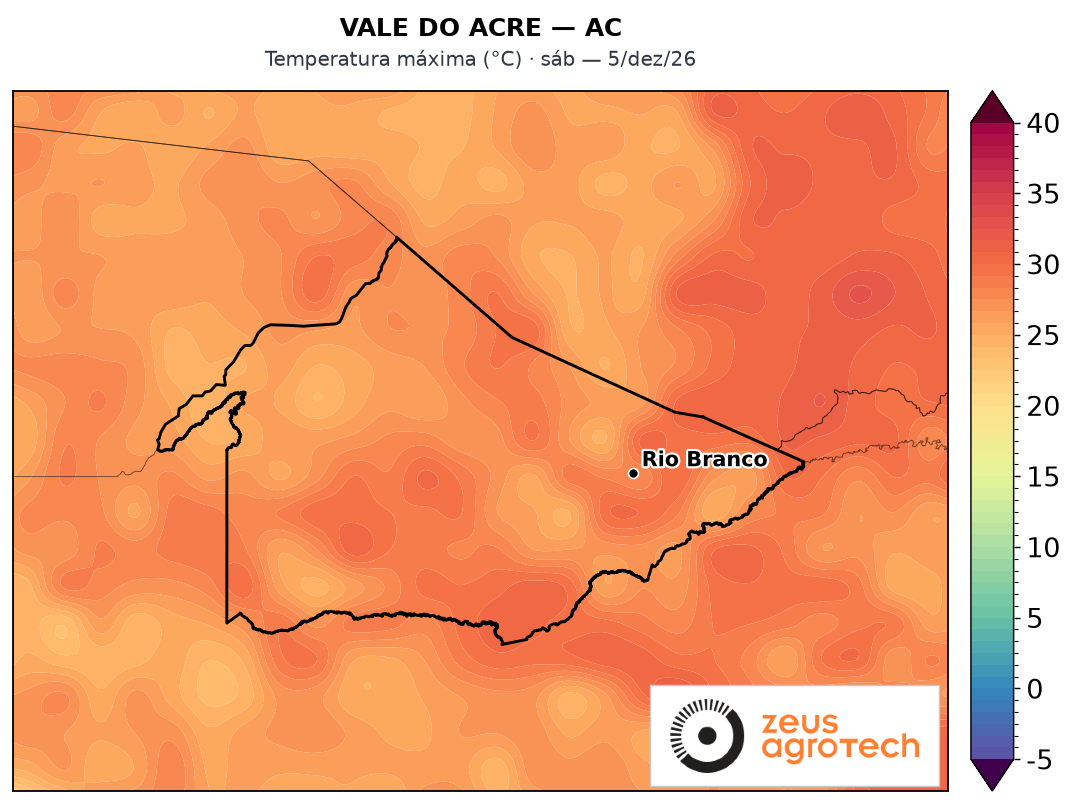 VALE DO ACRE — AC
Temperatura máxima (°C) · sáb — 5/dez/26
Rio Branco
zeus
agrotech
40
35
30
25
20
15
10
5
0
-5